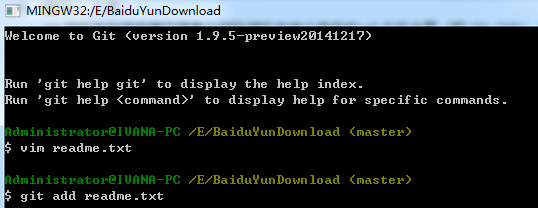 MINGW32:/E/BaiduYunDownload
Welcome to Git (version 1.9.5-preview20141217)
Run 'git help git' to display the help index.
Run 'git help <command>' to display help for specific commands.
Administrator@IVANA-PC /E/BaiduYunDownload (master)
$ vim readme.txt
Administrator@IVANA-PC /E/BaiduYunDownload (master)
$ git add readme.txt